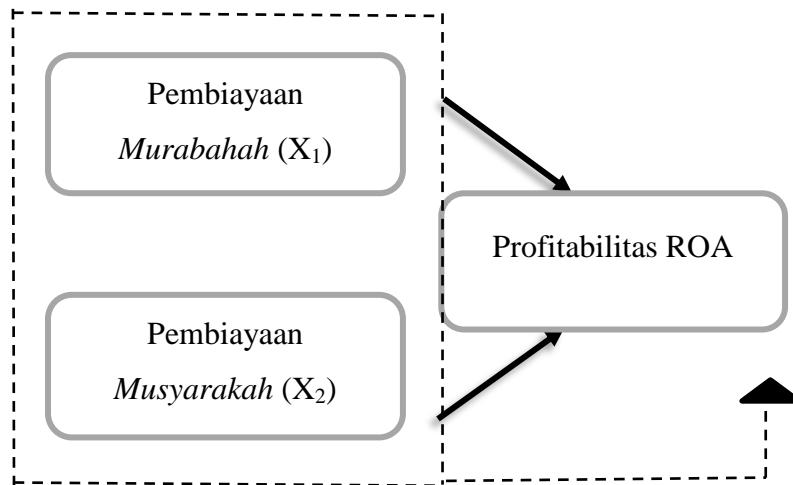 Pembiayaan
Murabahah (X₁)
Profitabilitas ROA
Pembiayaan
Musyarakah (X₂)